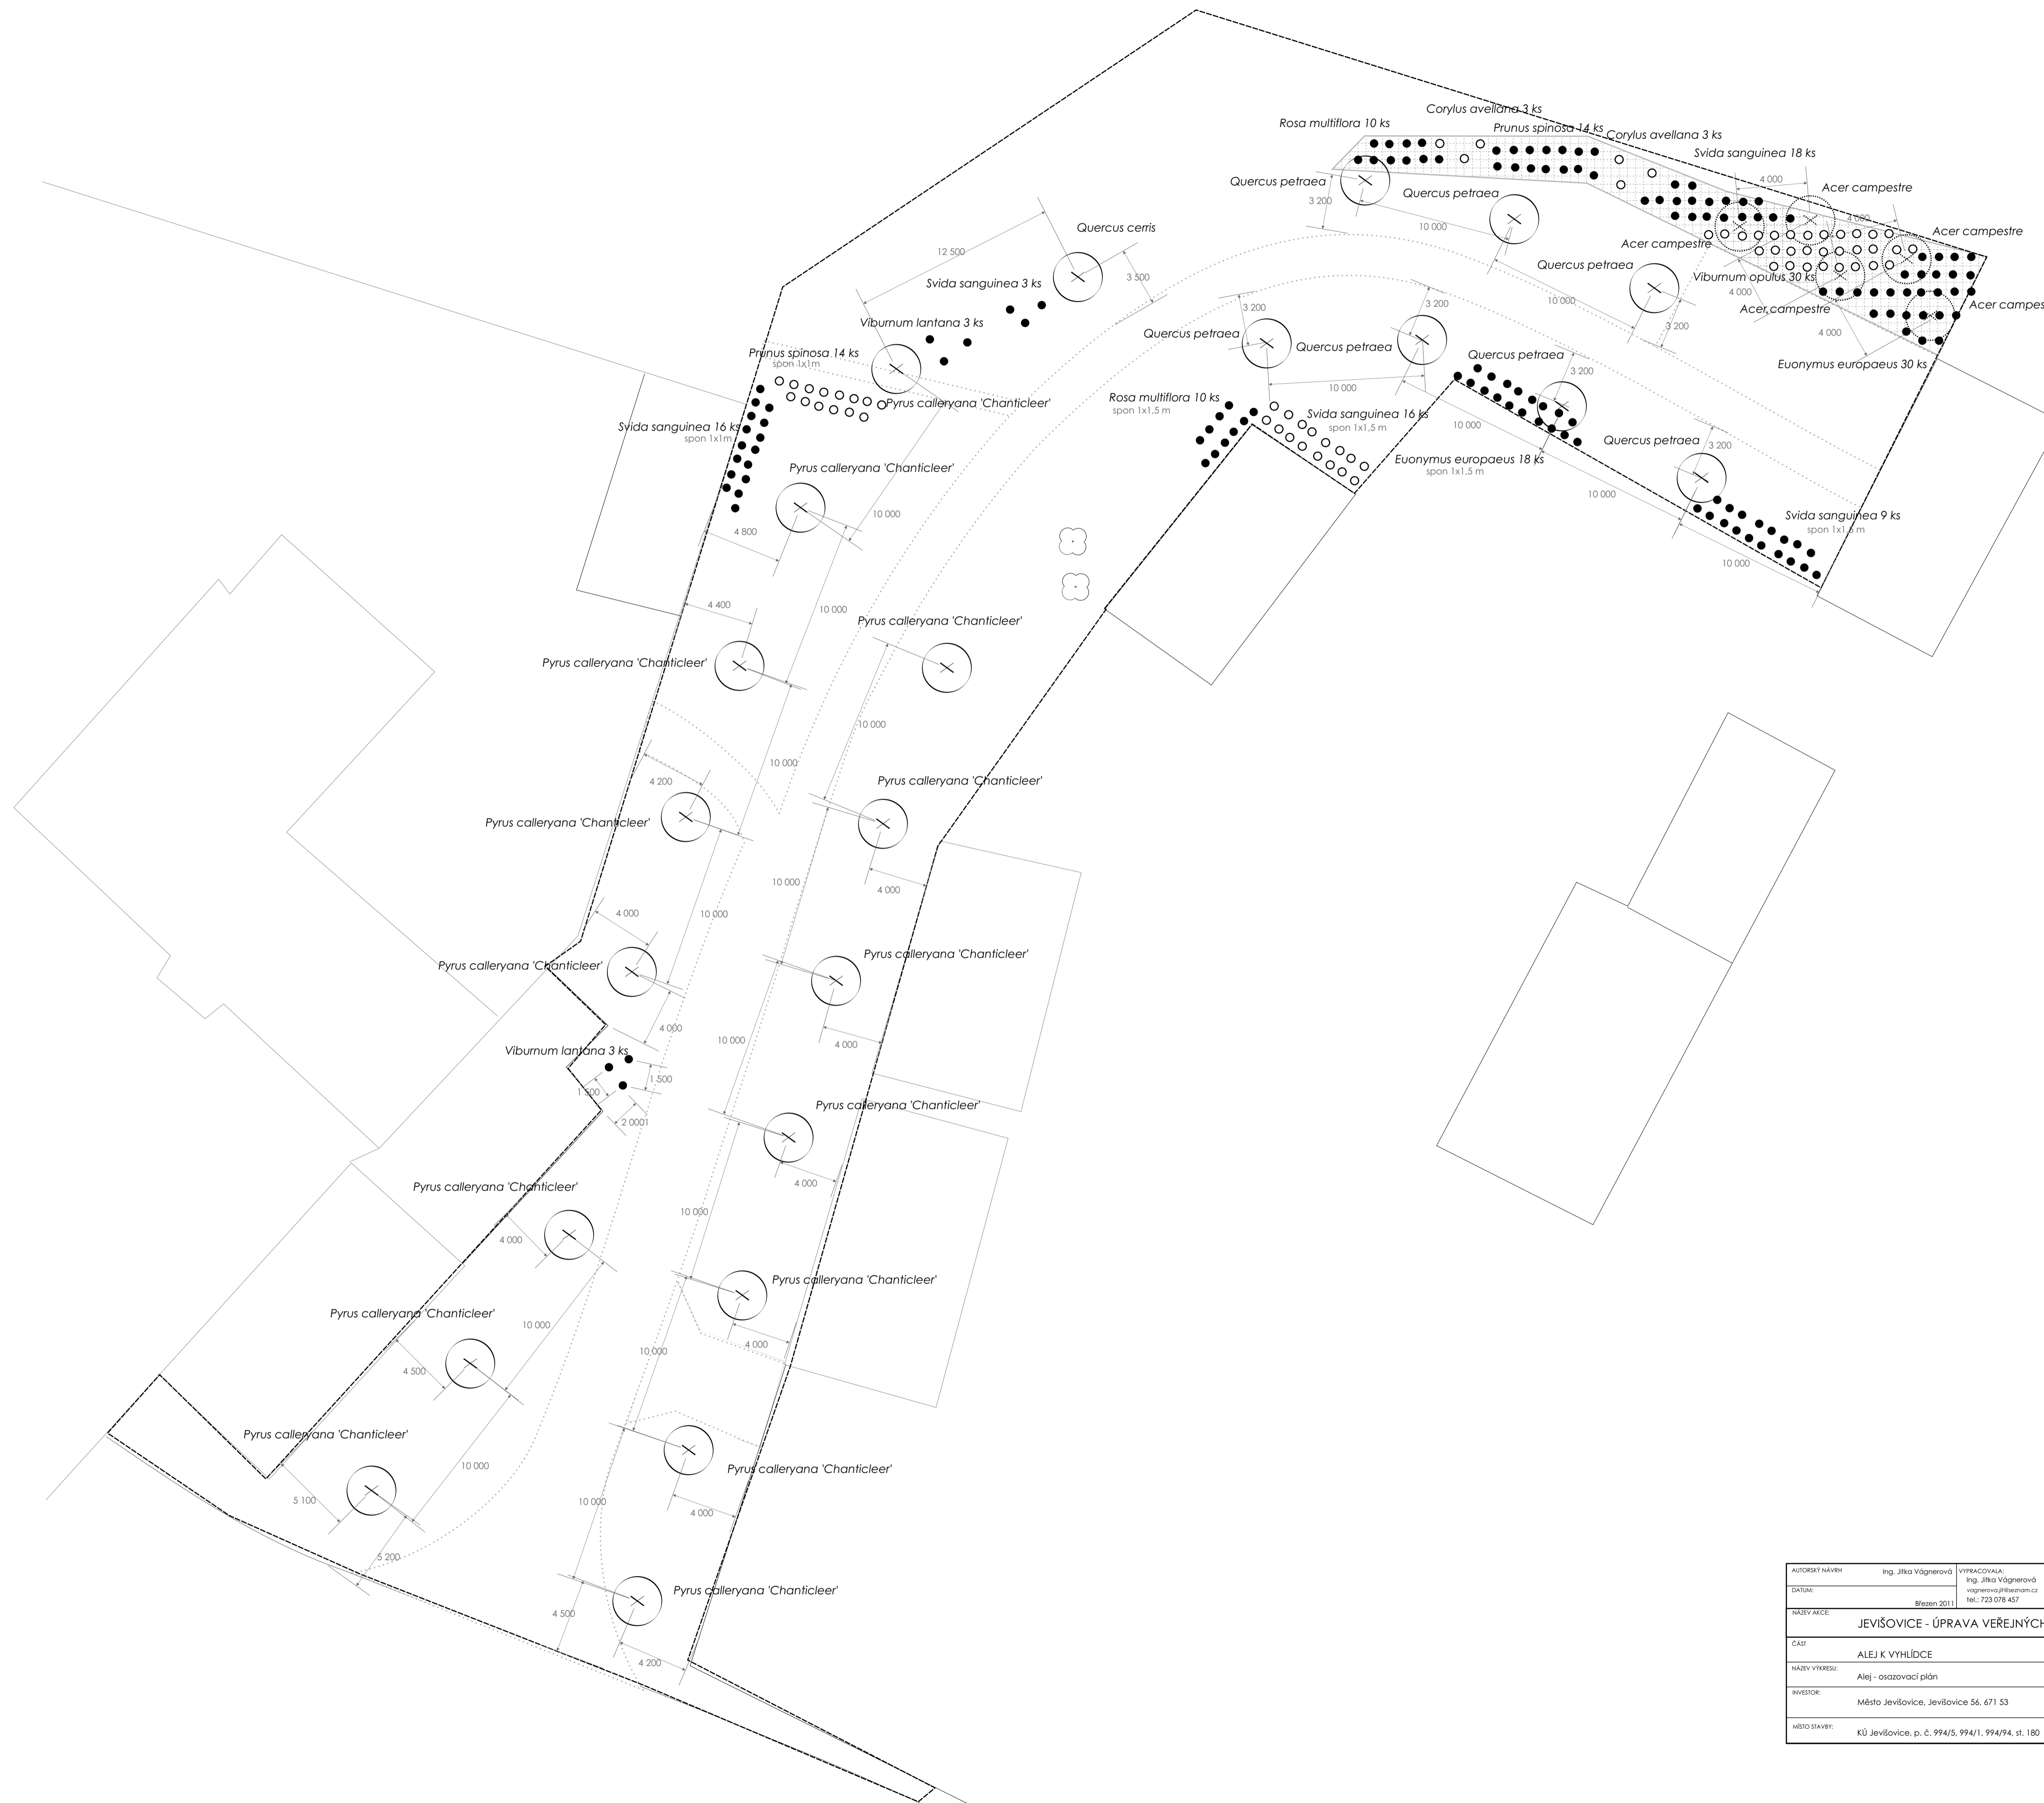 Corylus avellana 3 ks
Rosa multiflora 10 ks
Prunus spinosa 14 ks
Corylus avellana 3 ks
Svida sanguinea 18 ks
4 000
Quercus petraea
Quercus petraea
Acer campestre
3 200
10 000
4 000
Quercus cerris
Acer campestre
Acer campestre
12 500
Quercus petraea
3 500
Viburnum opulus 30 ks
Svida sanguinea 3 ks
4 000
10 000
Acer campestre
Acer campes
3 200
3 200
3 200
Viburnum lantana 3 ks
4 000
Quercus petraea
Quercus petraea
Quercus petraea
Prunus spinosa 14 ks
spon 1x1m
Euonymus europaeus 30 ks
3 200
10 000
Pyrus calleryana 'Chanticleer'
Rosa multiflora 10 ks
spon 1x1,5 m
Svida sanguinea 16 ks
spon 1x1,5 m
Svida sanguinea 16 ks
spon 1x1m
10 000
Quercus petraea
3 200
Euonymus europaeus 18 ks
spon 1x1,5 m
Pyrus calleryana 'Chanticleer'
10 000
10 000
Svida sanguinea 9 ks
spon 1x1,5 m
4 800
10 000
4 400
10 000
Pyrus calleryana 'Chanticleer'
Pyrus calleryana 'Chanticleer'
10 000
10 000
4 200
Pyrus calleryana 'Chanticleer'
Pyrus calleryana 'Chanticleer'
10 000
4 000
4 000
10 000
Pyrus calleryana 'Chanticleer'
Pyrus calleryana 'Chanticleer'
4 000
10 000
4 000
Viburnum lantana 3 ks
1 500
1 500
Pyrus calleryana 'Chanticleer'
2 0001
4 000
Pyrus calleryana 'Chanticleer'
10 000
4 000
Pyrus calleryana 'Chanticleer'
Pyrus calleryana 'Chanticleer'
10 000
4 000
10 000
4 500
Pyrus calleryana 'Chanticleer'
10 000
Pyrus calleryana 'Chanticleer'
5 100
10 000
4 000
5 200
Pyrus calleryana 'Chanticleer'
4 500
4 200
AUTORSKÝ NÁVRH
Ing. Jitka Vágnerová
VYPRACOVALA:
Ing. Jitka Vágnerová
vagnerova.jit@seznam.cz
tel.: 723 078 457
DATUM:
Březen 2011
NÁZEV AKCE:
JEVIŠOVICE - ÚPRAVA VEŘEJNÝCH
ČÁST
ALEJ K VYHLÍDCE
NÁZEV VÝKRESU:
Alej - osazovací plán
INVESTOR:
Město Jevišovice, Jevišovice 56, 671 53
MÍSTO STAVBY:
KÚ Jevišovice, p. č. 994/5, 994/1, 994/94, st. 180